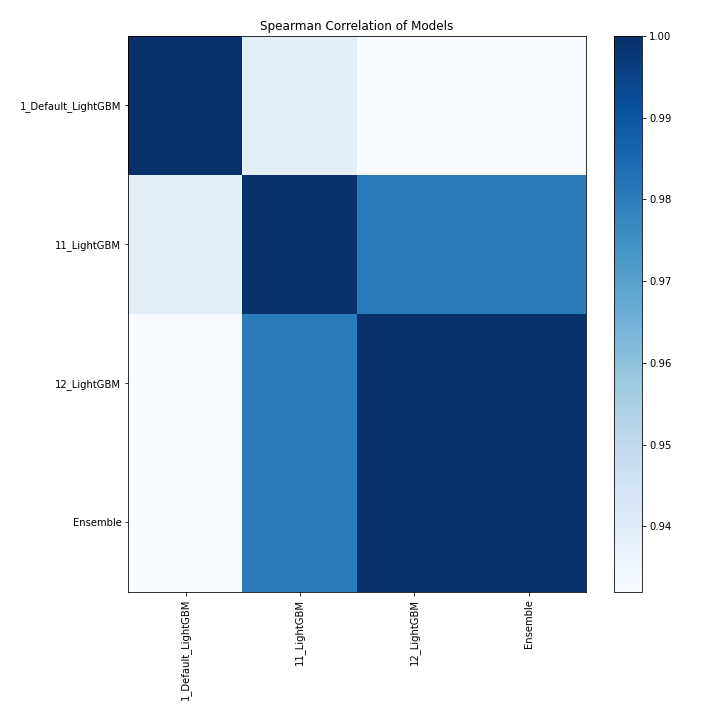 Spearman Correlation of Models
1_Default_LightGBM
11_LightGBM
12_LightGBM
Ensemble
1_Default_LightGBM
11_LightGBM
12_LightGBM
Ensemble
1.00
0.99
0.98
0.97
0.96
0.95
0.94